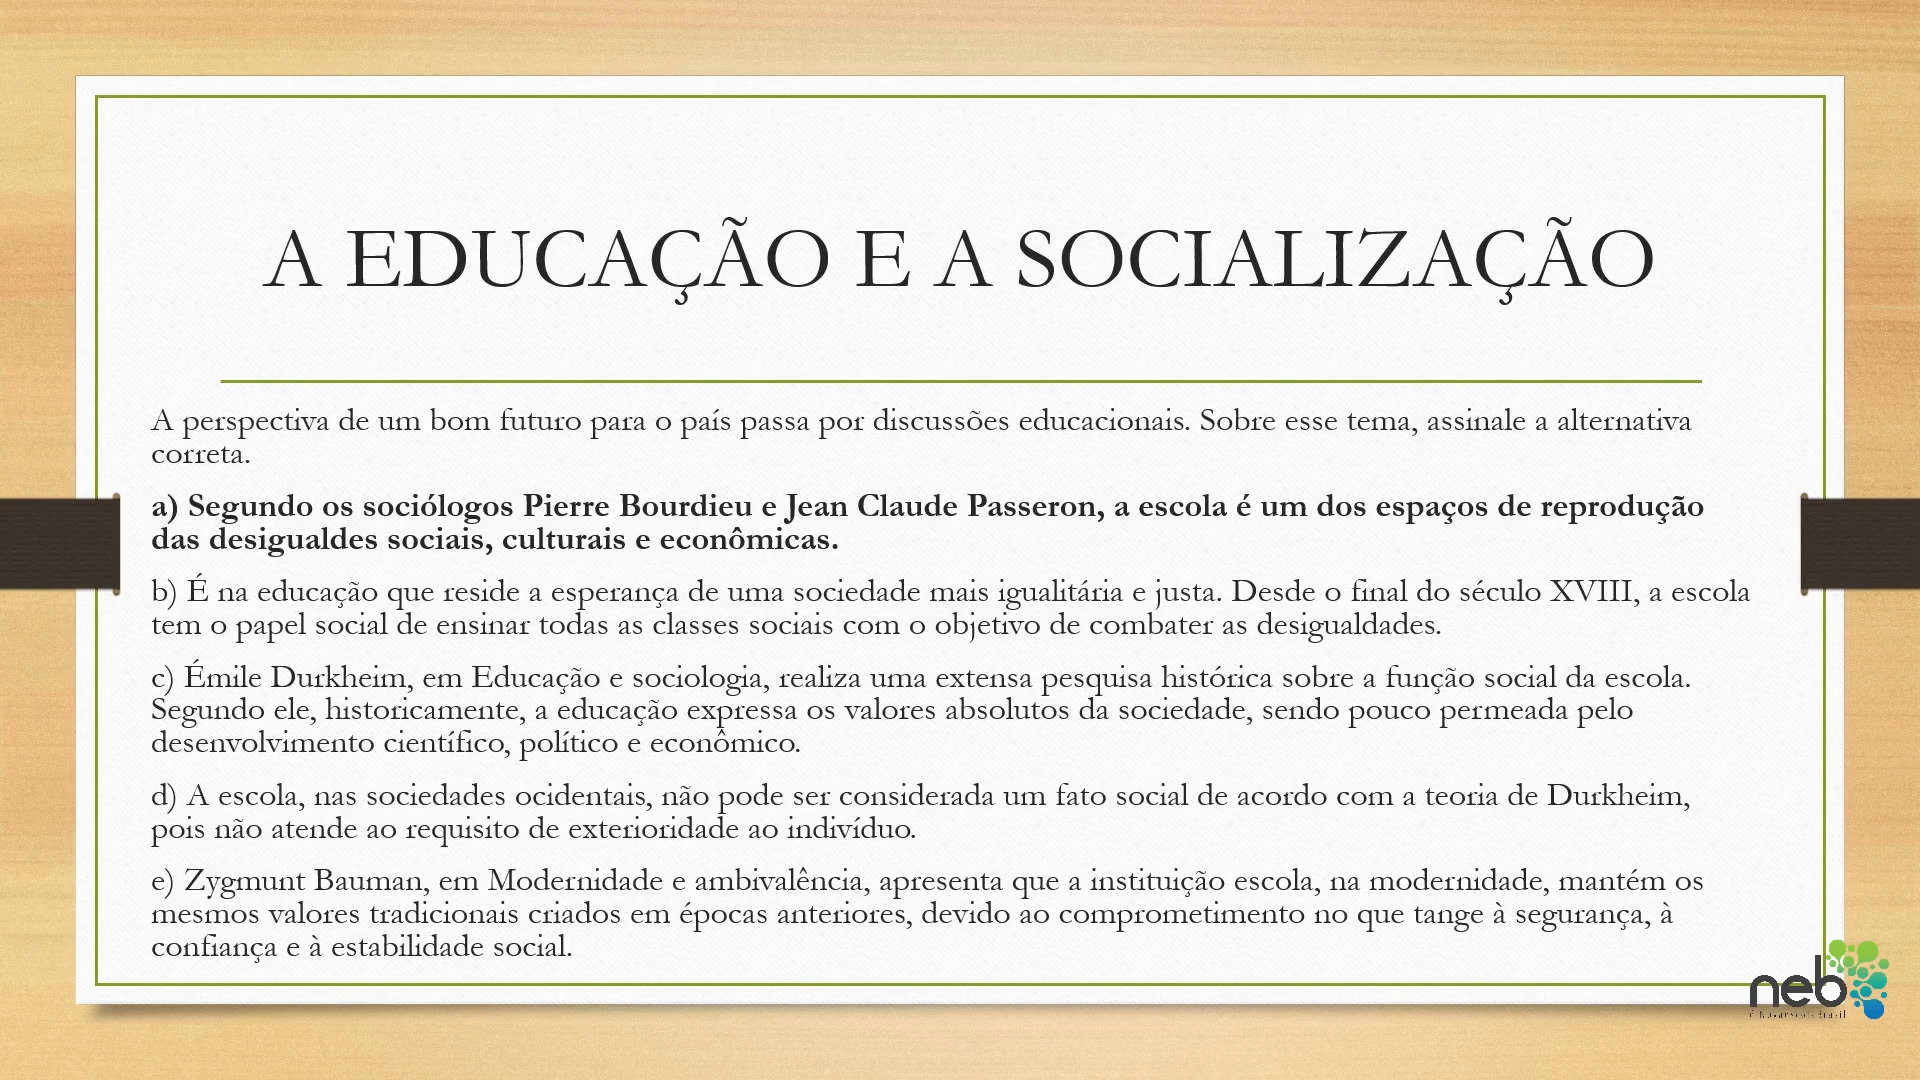 A EDUCAÇÃO E A SOCIALIZAÇÃO
A perspectiva de um bom futuro para o país passa por discussões educacionais. Sobre esse tema, assinale a alternativa
correta.
a) Segundo os sociólogos Pierre Bourdieu e Jean Claude Passeron, a escola é um dos espaços de reprodução
das desigualdes sociais, culturais e econômicas.
b) É na educação que reside a esperança de uma sociedade mais igualitária e justa. Desde o final do século XVIII, a escola
tem o papel social de ensinar todas as classes sociais com o objetivo de combater as desigualdades.
c) Émile Durkheim, em Educação e sociologia, realiza uma extensa pesquisa histórica sobre a função social da escola.
Segundo ele, historicamente, a educação expressa os valores absolutos da sociedade, sendo pouco permeada pelo
desenvolvimento científico, político e econômico.
d) A escola, nas sociedades ocidentais, não pode ser considerada um fato social de acordo com a teoria de Durkheim,
pois não atende ao requisito de exterioridade ao indivíduo.
e) Zygmunt Bauman, em Modernidade e ambivalência, apresenta que a instituição escola, na modernidade, mantém os
mesmos valores tradicionais criados em épocas anteriores, devido ao comprometimento no que tange à segurança, à
confiança e à estabilidade social.
neb